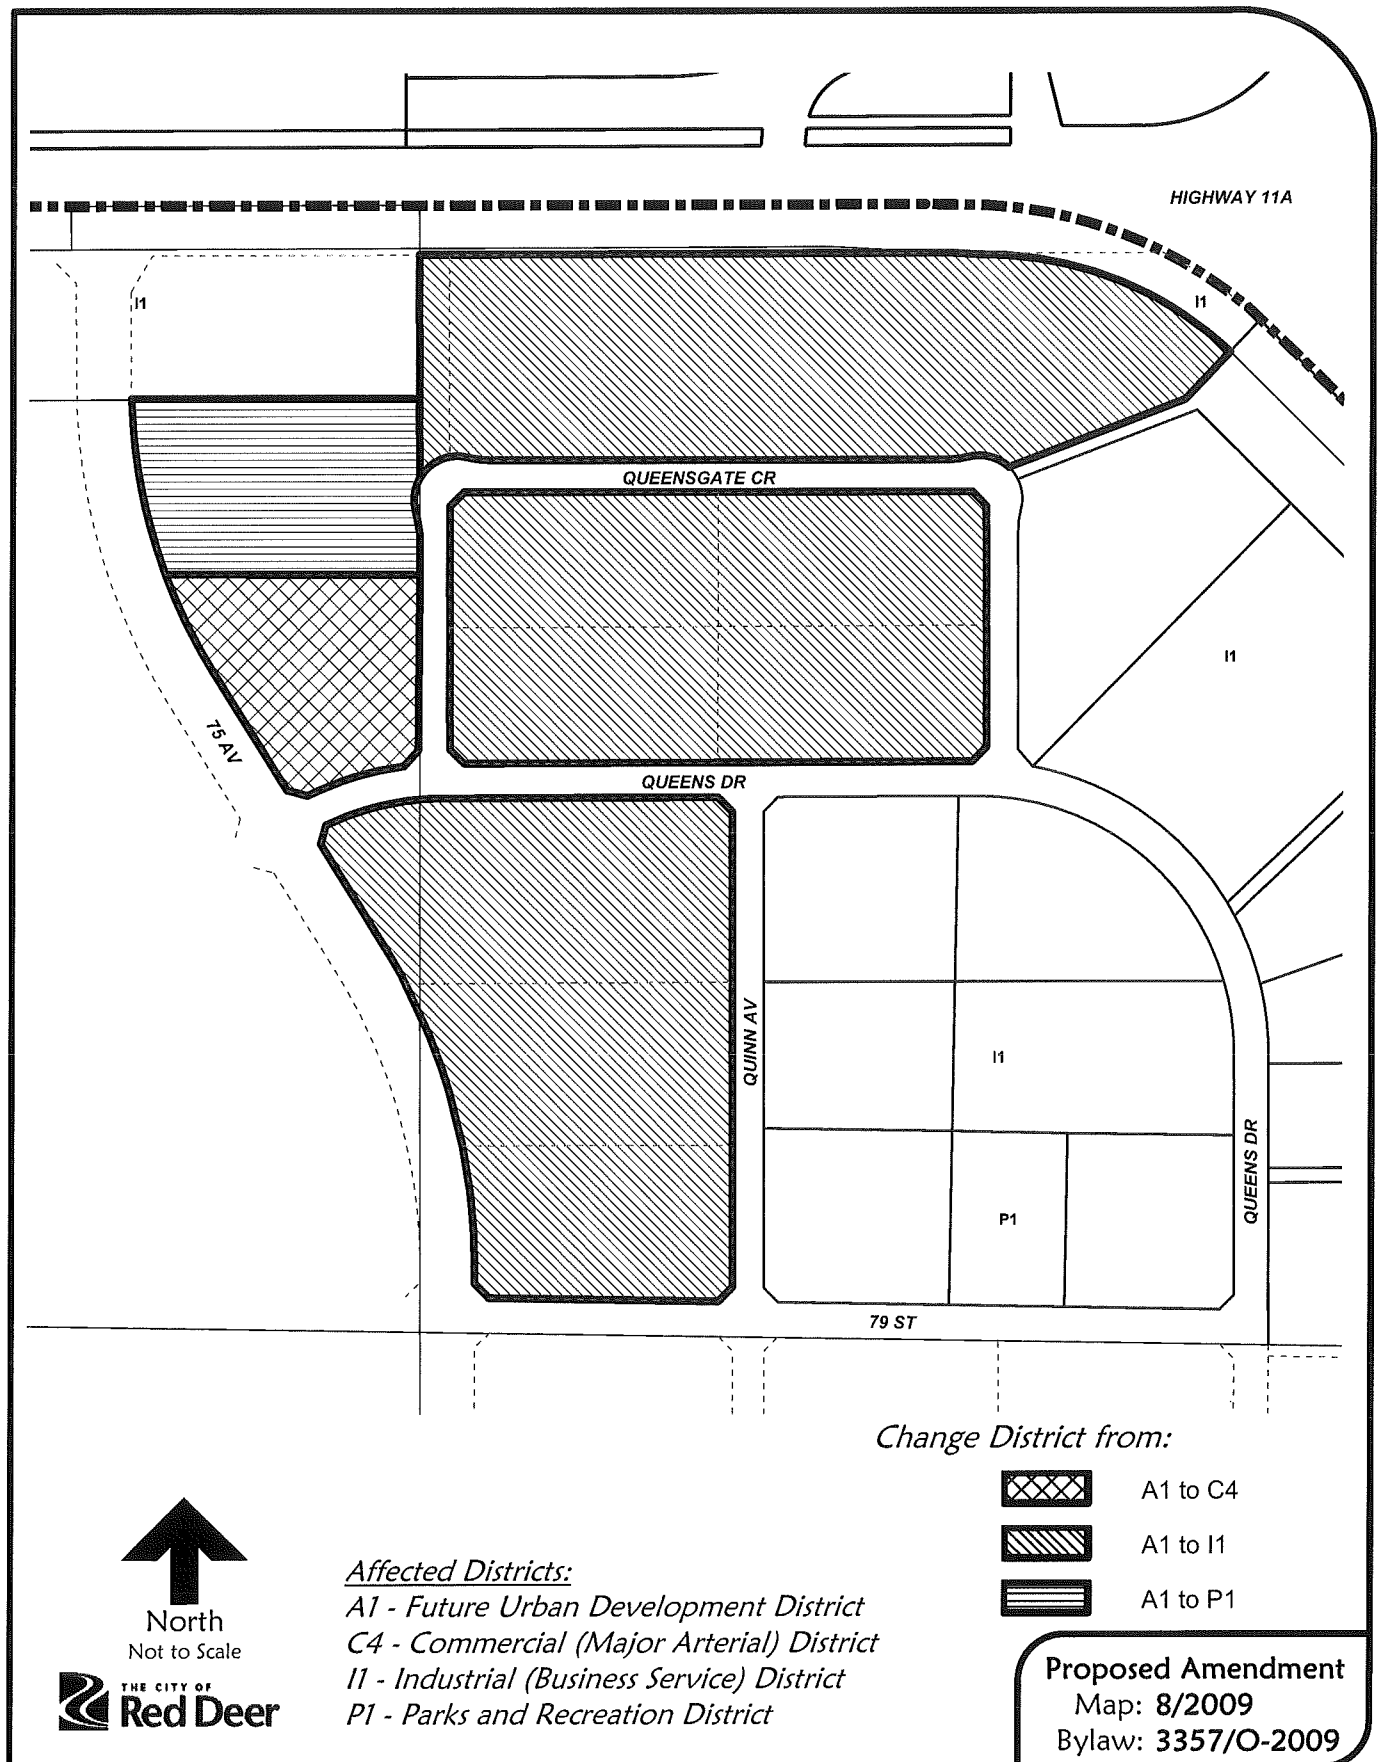 HIGHWAY 11A
I1
I1
QUEENSGATE CR
I1
75 AV
QUEENS DR
QUINN AV
I1
QUEENS DR
P1
79 ST
Change District from:
A1 to C4
A1 to I1
A1 to P1
North
Not to Scale
THE CITY OF
Red Deer
Affected Districts:
A1 - Future Urban Development District
C4 - Commercial (Major Arterial) District
I1 - Industrial (Business Service) District
P1 - Parks and Recreation District
Proposed Amendment
Map: 8/2009
Bylaw: 3357/O-2009